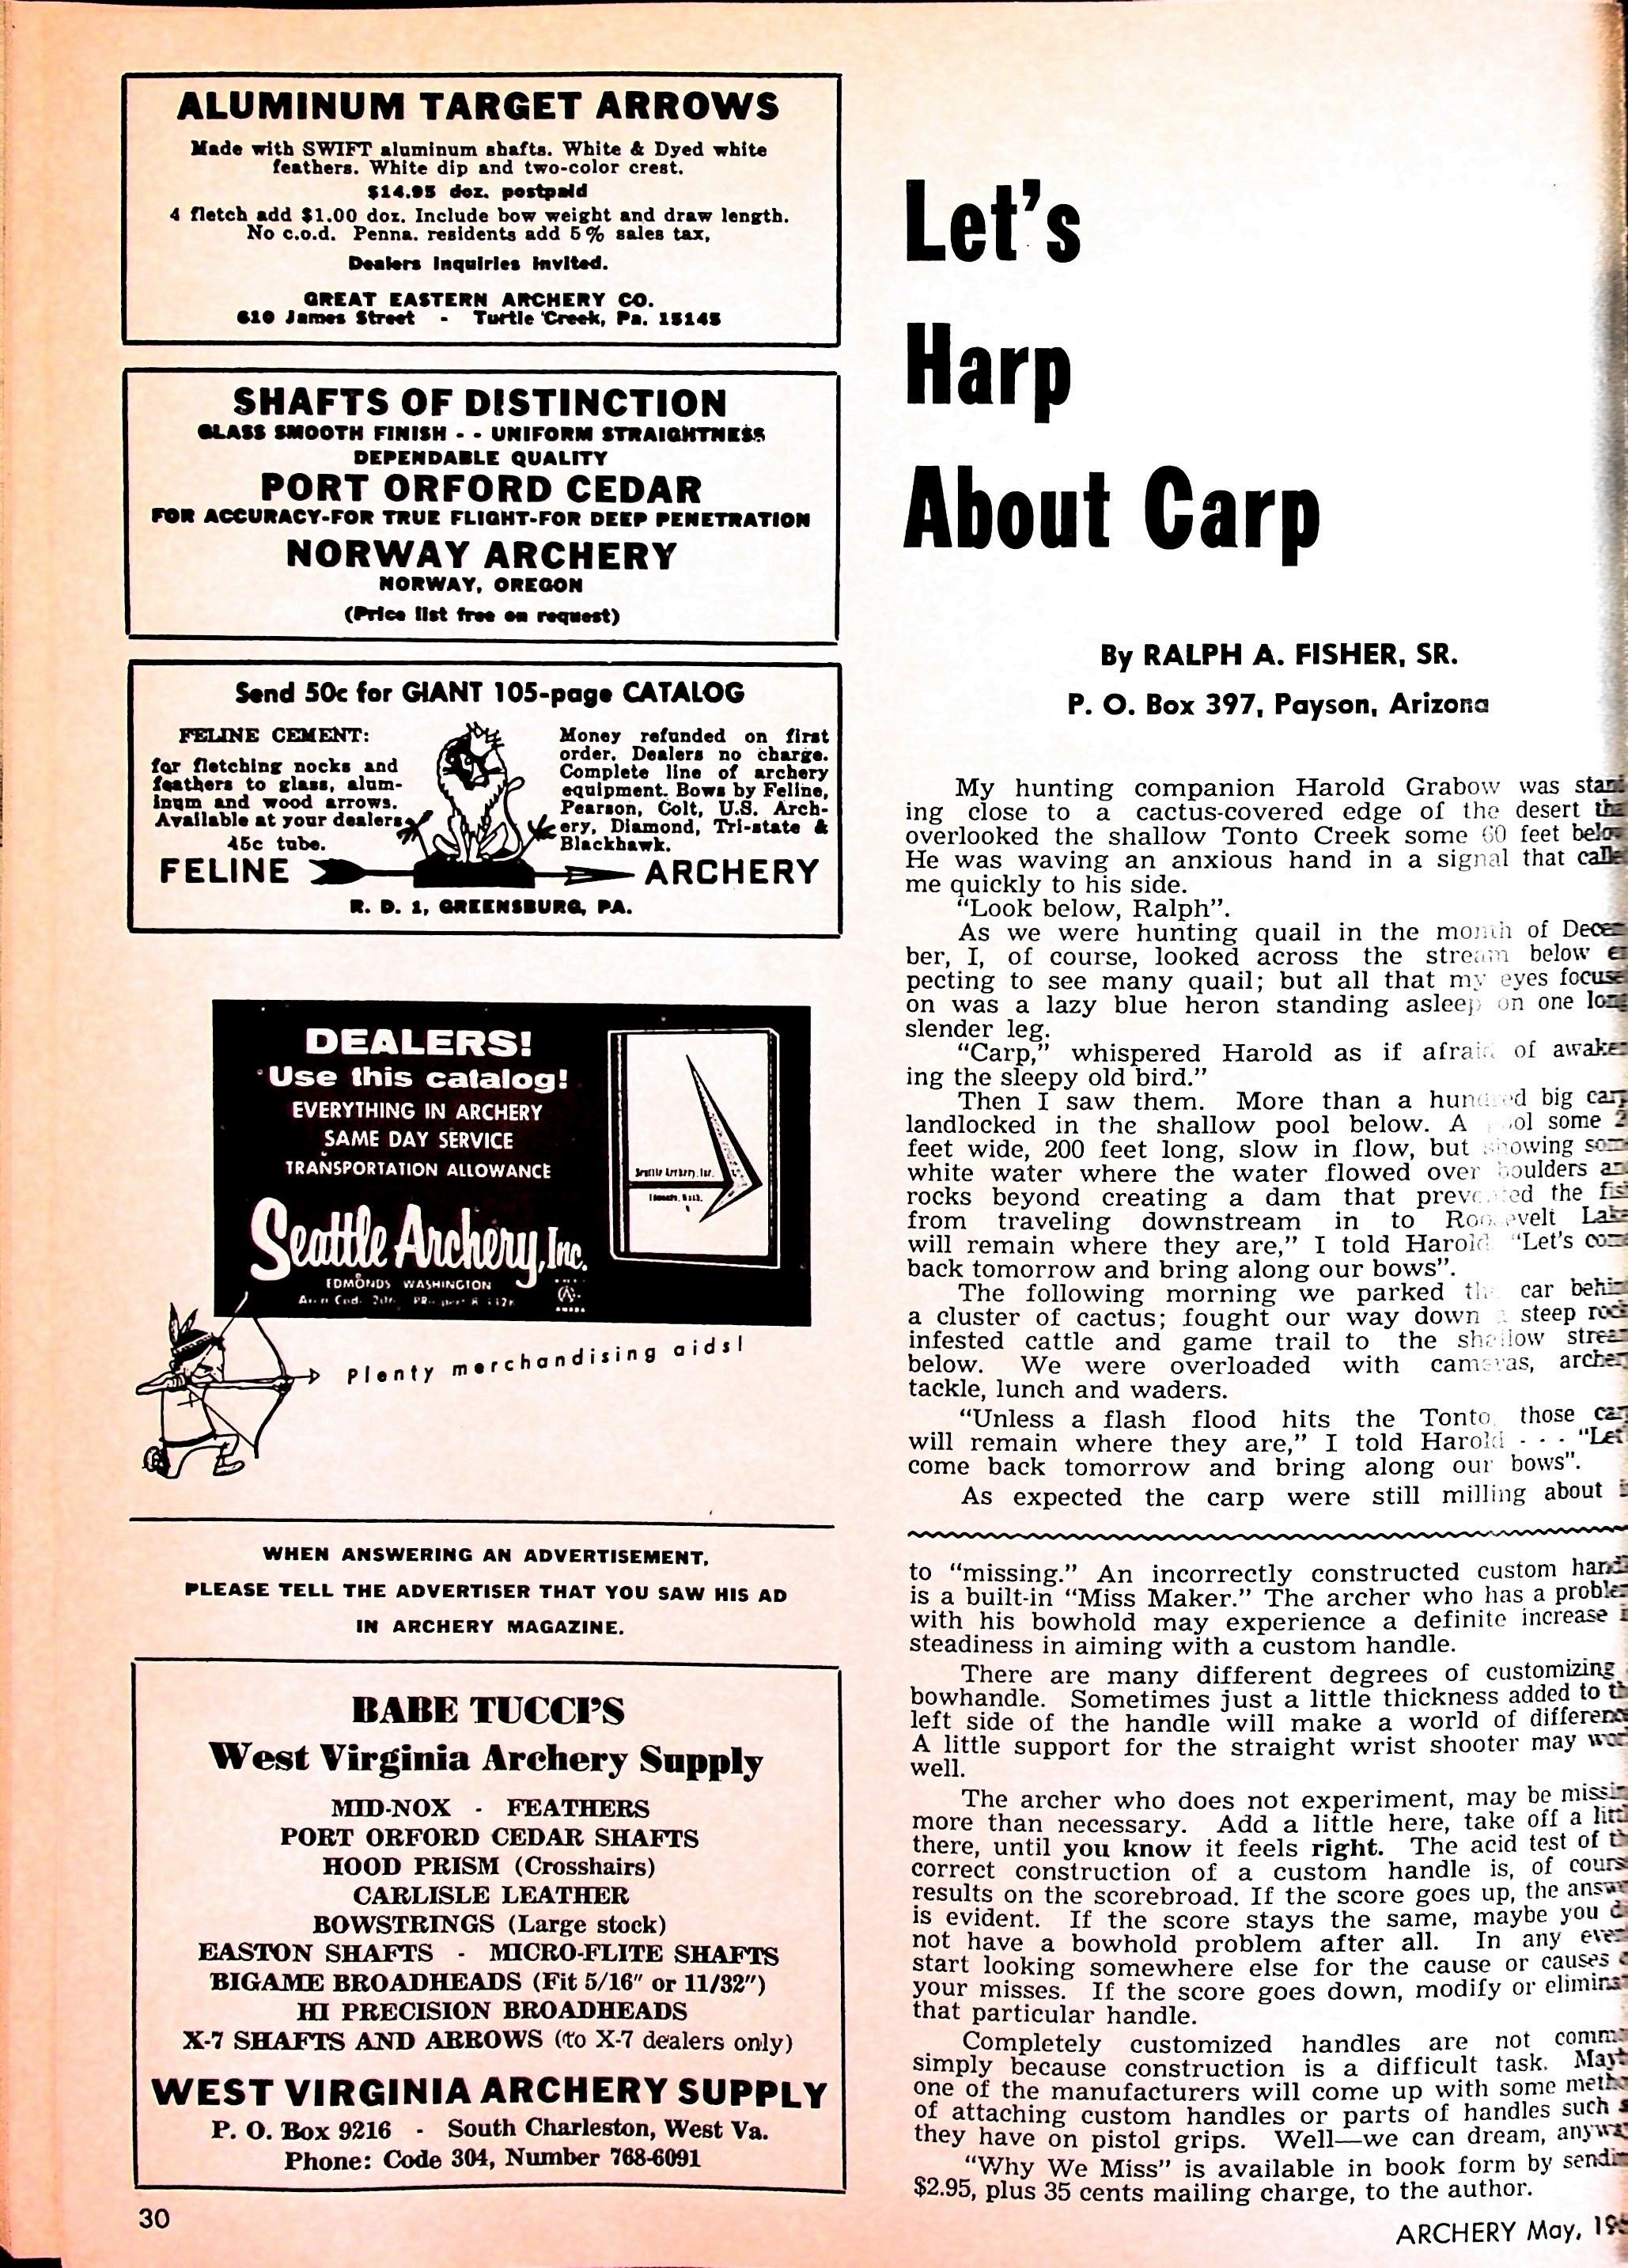 ALUMINUM TARGET ARROWS
Made with SWIFT aluminum shafts. White & Dyed white
feathers. White dip and two-color crest.
$14.95 doz. postpaid
4 fletch add $1.00 doz. Include bow weight and draw length.
No c.o.d. Penna. residents add 5% sales tax,
Dealers Inquiries Invited.
GREAT EASTERN ARCHERY CO.
610 James Street - Turtle Creek, Pa. 15145
SHAFTS OF DISTINCTION
GLASS SMOOTH FINISH - - UNIFORM STRAIGHTNESS
DEPENDABLE QUALITY
PORT ORFORD CEDAR
FOR ACCURACY-FOR TRUE FLIGHT-FOR DEEP PENETRATION
NORWAY ARCHERY
NORWAY, OREGON
(Price list free on request)
Send 50c for GIANT 105-page CATALOG
FELINE CEMENT:
for fletching nocks and
feathers to glass, alum-
inum and wood arrows.
Available at your dealers
45c tube.
Money refunded on first
order. Dealers no charge.
Complete line of archery
equipment. Bows by Feline,
Pearson, Colt, U.S. Arch-
ery, Diamond, Tri-state &
Blackhawk.
FELINE ARCHERY
R. D. 1, GREENSBURG, PA.
DEALERS!
Use this catalog!
EVERYTHING IN ARCHERY
SAME DAY SERVICE
TRANSPORTATION ALLOWANCE
Seattle Archery, Inc.
EDMONDS WASHINGTON
Seattle Archery, Inc.
Edmonds, Wash.
Plenty merchandising aids!
WHEN ANSWERING AN ADVERTISEMENT,
PLEASE TELL THE ADVERTISER THAT YOU SAW HIS AD
IN ARCHERY MAGAZINE.
BABE TUCCI'S
West Virginia Archery Supply
MID-NOX - FEATHERS
PORT ORFORD CEDAR SHAFTS
HOOD PRISM (Crosshairs)
CARLISLE LEATHER
BOWSTRINGS (Large stock)
EASTON SHAFTS - MICRO-FLITE SHAFTS
BIGAME BROADHEADS (Fit 5/16" or 11/32")
HI PRECISION BROADHEADS
X-7 SHAFTS AND ARROWS (to X-7 dealers only)
WEST VIRGINIA ARCHERY SUPPLY
P. O. Box 9216 - South Charleston, West Va.
Phone: Code 304, Number 768-6091
30
Let's
Harp
About Carp
By RALPH A. FISHER, SR.
P. O. Box 397, Payson, Arizona
My hunting companion Harold Grabow was
ing close to a cactus-covered edge of the desert
overlooked the shallow Tonto Creek some 60 feet
He was waving an anxious hand in a signal that
me quickly to his side.
"Look below, Ralph".
As we were hunting quail in the month of
ber, I, of course, looked across the stream below
pecting to see many quail; but all that my eyes
on was a lazy blue heron standing asleep on one
slender leg.
"Carp," whispered Harold as if afraid of
ing the sleepy old bird."
Then I saw them. More than a hundred big
landlocked in the shallow pool below. A pool some
feet wide, 200 feet long, slow in flow, but showing
white water where the water flowed over boulders
rocks beyond creating a dam that prevented the
from traveling downstream in to Roosevelt
will remain where they are," I told Harold "Let's
back tomorrow and bring along our bows".
The following morning we parked the car
a cluster of cactus; fought our way down a steep
infested cattle and game trail to the shallow
below. We were overloaded with cameras,
tackle, lunch and waders.
"Unless a flash flood hits the Tonto, those
will remain where they are," I told Harold - - -
come back tomorrow and bring along our bows".
As expected the carp were still milling about
to "missing." An incorrectly constructed custom
is a built-in "Miss Maker." The archer who has a
with his bowhold may experience a definite increase
steadiness in aiming with a custom handle.
There are many different degrees of customizing
bowhandle. Sometimes just a little thickness added to
left side of the handle will make a world of
A little support for the straight wrist shooter may
well.
The archer who does not experiment, may be
more than necessary. Add a little here, take off a
there, until you know it feels right. The acid test of
correct construction of a custom handle is, of
results on the scorebroad. If the score goes up, the
is evident. If the score stays the same, maybe you
not have a bowhold problem after all. In any
start looking somewhere else for the cause or causes
your misses. If the score goes down, modify or
that particular handle.
Completely customized handles are not
simply because construction is a difficult task.
one of the manufacturers will come up with some
of attaching custom handles or parts of handles such
they have on pistol grips. Well—we can dream,
"Why We Miss" is available in book form by
$2.95, plus 35 cents mailing charge, to the author.
ARCHERY May,